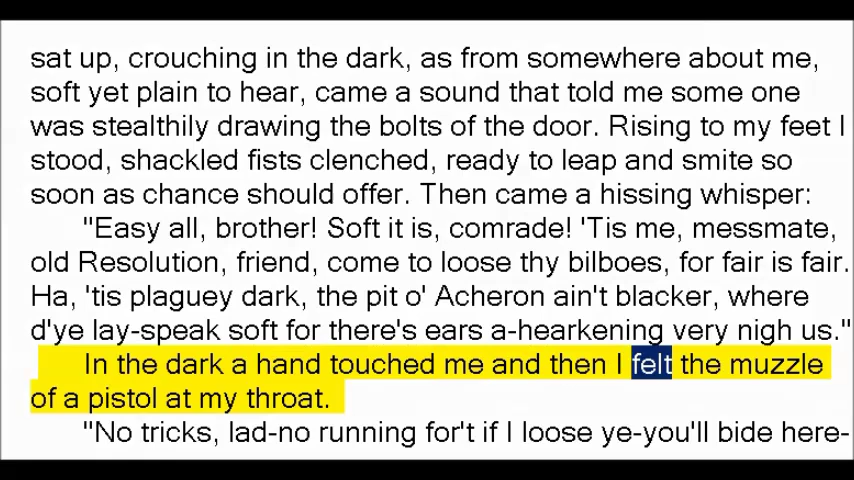 sat up, crouching in the dark, as from somewhere about me,
soft yet plain to hear, came a sound that told me some one
was stealthily drawing the bolts of the door. Rising to my feet I
stood, shackled fists clenched, ready to leap and smite so
soon as chance should offer. Then came a hissing whisper:
"Easy all, brother! Soft it is, comrade! 'Tis me, messmate,
old Resolution, friend, come to loose thy bilboes, for fair is fair.
Ha, 'tis plaguey dark, the pit o' Acheron ain't blacker, where
d'ye lay-speak soft for there's ears a-hearkening very nigh us."
In the dark a hand touched me and then I felt the muzzle
of a pistol at my throat.
"No tricks, lad-no running for't if I loose ye-you'll bide here-